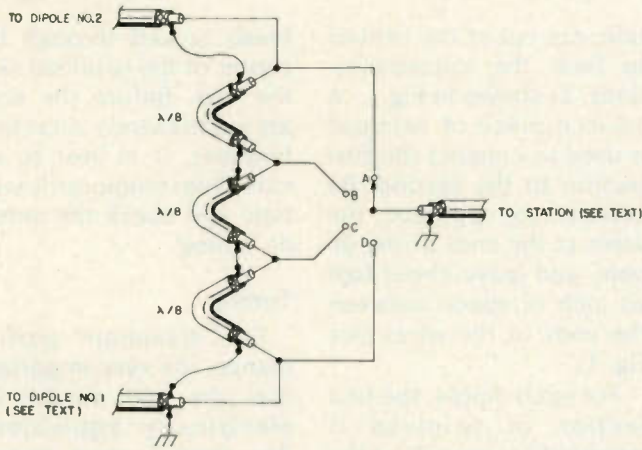 TO DIPOLE NO.2
λ/8
A
B
λ/8
C
TO STATION (SEE TEXT)
D
λ/8
TO DIPOLE NO.1
(SEE TEXT)